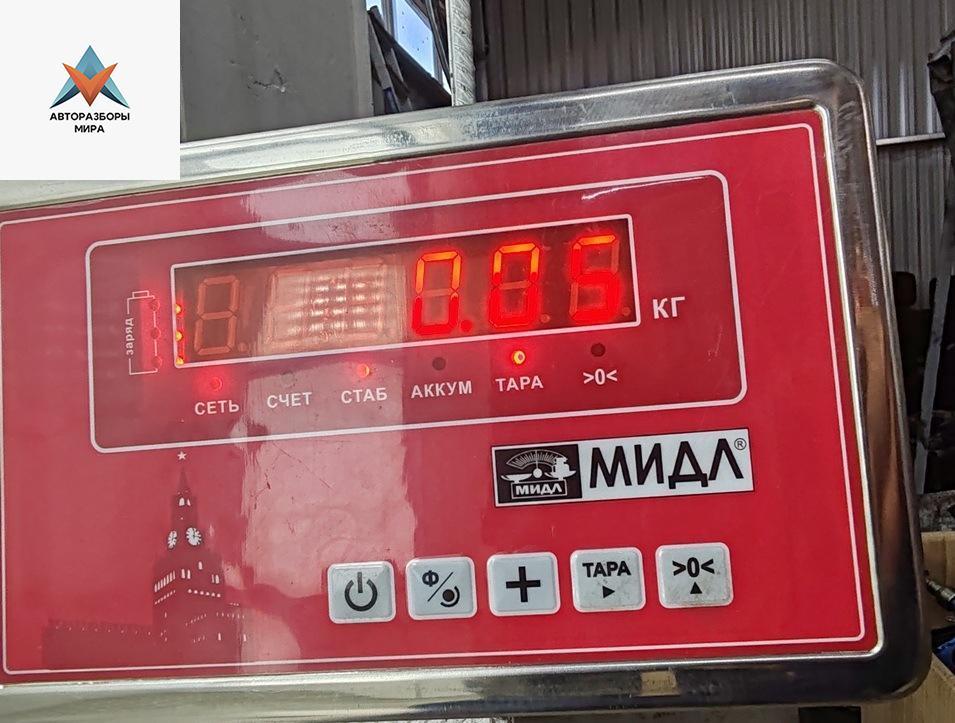 АВТОРАЗБОРЫ
МИРА
заряд
0.05 КГ
СЕТЬ СЧЕТ СТАБ АККУМ ТАРА >0<
МИДЛ МИДЛ®
Ф/ + ТАРА >0<